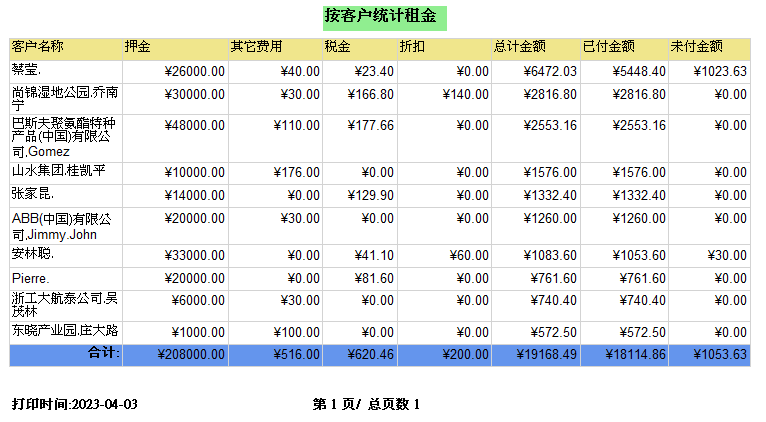 按客户统计租金
客户名称 押金 其它费用 税金 折扣 总计金额 已付金额 未付金额
蔡莹. ¥26000.00 ¥40.00 ¥23.40 ¥0.00 ¥6472.03 ¥5448.40 ¥1023.63
尚锦湿地公园.乔南
宁 ¥30000.00 ¥30.00 ¥166.80 ¥140.00 ¥2816.80 ¥2816.80 ¥0.00
巴斯夫聚氨酯特种
产品(中国)有限公
司,Gomez ¥48000.00 ¥110.00 ¥177.66 ¥0.00 ¥2553.16 ¥2553.16 ¥0.00
山水集团.桂凯平 ¥10000.00 ¥176.00 ¥0.00 ¥0.00 ¥1576.00 ¥1576.00 ¥0.00
张家昆. ¥14000.00 ¥0.00 ¥129.90 ¥0.00 ¥1332.40 ¥1332.40 ¥0.00
ABB(中国)有限公
司,Jimmy.John ¥20000.00 ¥30.00 ¥0.00 ¥0.00 ¥1260.00 ¥1260.00 ¥0.00
安林聪. ¥33000.00 ¥0.00 ¥41.10 ¥60.00 ¥1083.60 ¥1053.60 ¥30.00
Pierre. ¥20000.00 ¥0.00 ¥81.60 ¥0.00 ¥761.60 ¥761.60 ¥0.00
浙工大航泰公司.吴
茂林 ¥6000.00 ¥30.00 ¥0.00 ¥0.00 ¥740.40 ¥740.40 ¥0.00
东晓产业园.庄大路 ¥1000.00 ¥100.00 ¥0.00 ¥0.00 ¥572.50 ¥572.50 ¥0.00
合计: ¥208000.00 ¥516.00 ¥620.46 ¥200.00 ¥19168.49 ¥18114.86 ¥1053.63
打印时间:2023-04-03 第 1 页/ 总页数 1